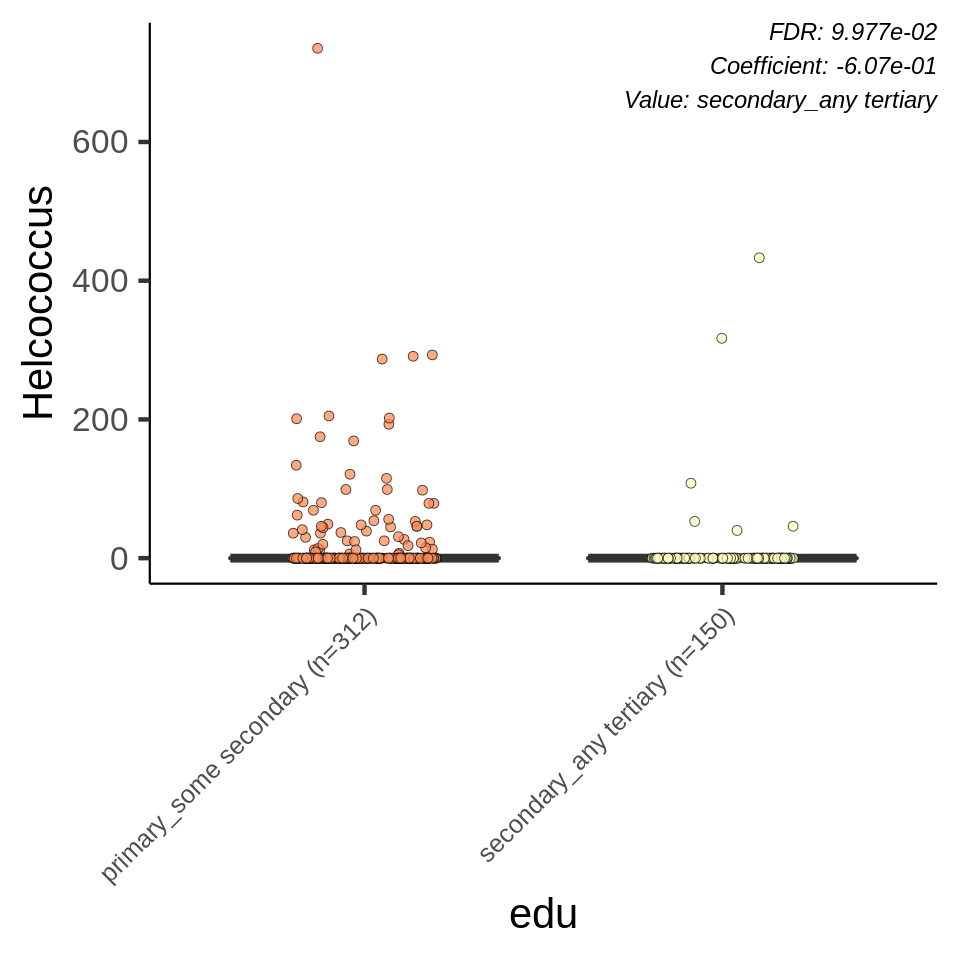 FDR: 9.977e-02
Coefficient: -6.07e-01
Value: secondary_any tertiary
Helcococcus
600
400
200
0
primary_some secondary (n=312)
secondary_any tertiary (n=150)
edu